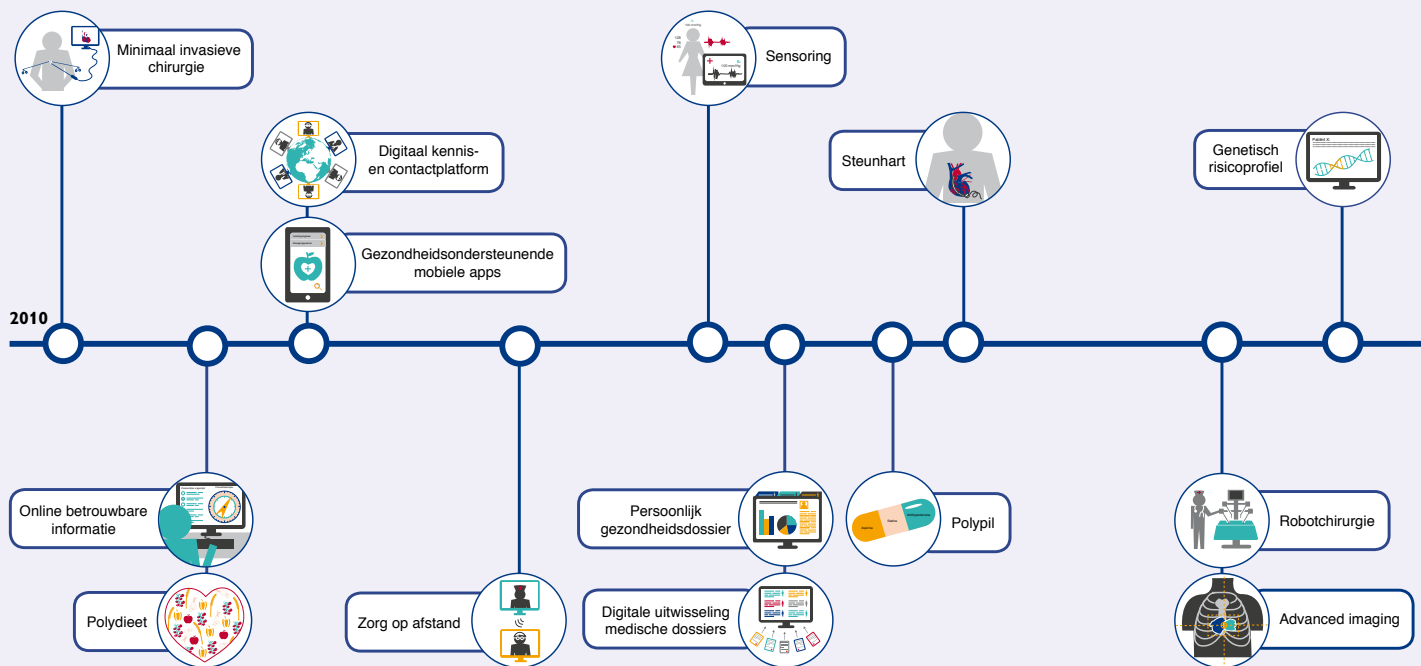 Minimaal invasieve
chirurgie
Sensoring
Digitaal kennis-
en contactplatform
Steunhart
Genetisch
risicoprofiel
Gezondheidsondersteunende
mobiele apps
2010
Online betrouwbare
informatie
Persoonlijk
gezondheidsdossier
Polypil
Robotchirurgie
Polydieet
Zorg op afstand
Digitale uitwisseling
medische dossiers
Advanced imaging